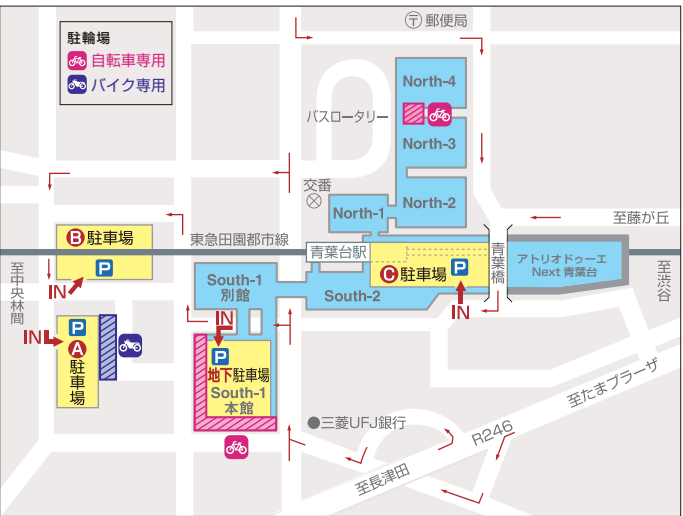 駐輪場
自転車専用
バイク専用
〒 郵便局
North-4
バスロータリー
North-3
交番
North-2
North-1
至藤が丘
B 駐車場
P
東急田園都市線
青葉台駅
C 駐車場 P
青葉橋
アトリオドゥーエ
Next 青葉台
至渋谷
至中央林間
IN
South-1
別館
South-2
IN
IN
IN
P
A
駐車場
P
地下駐車場
South-1
本館
●三菱UFJ銀行
至たまプラーザ
R246
至長津田